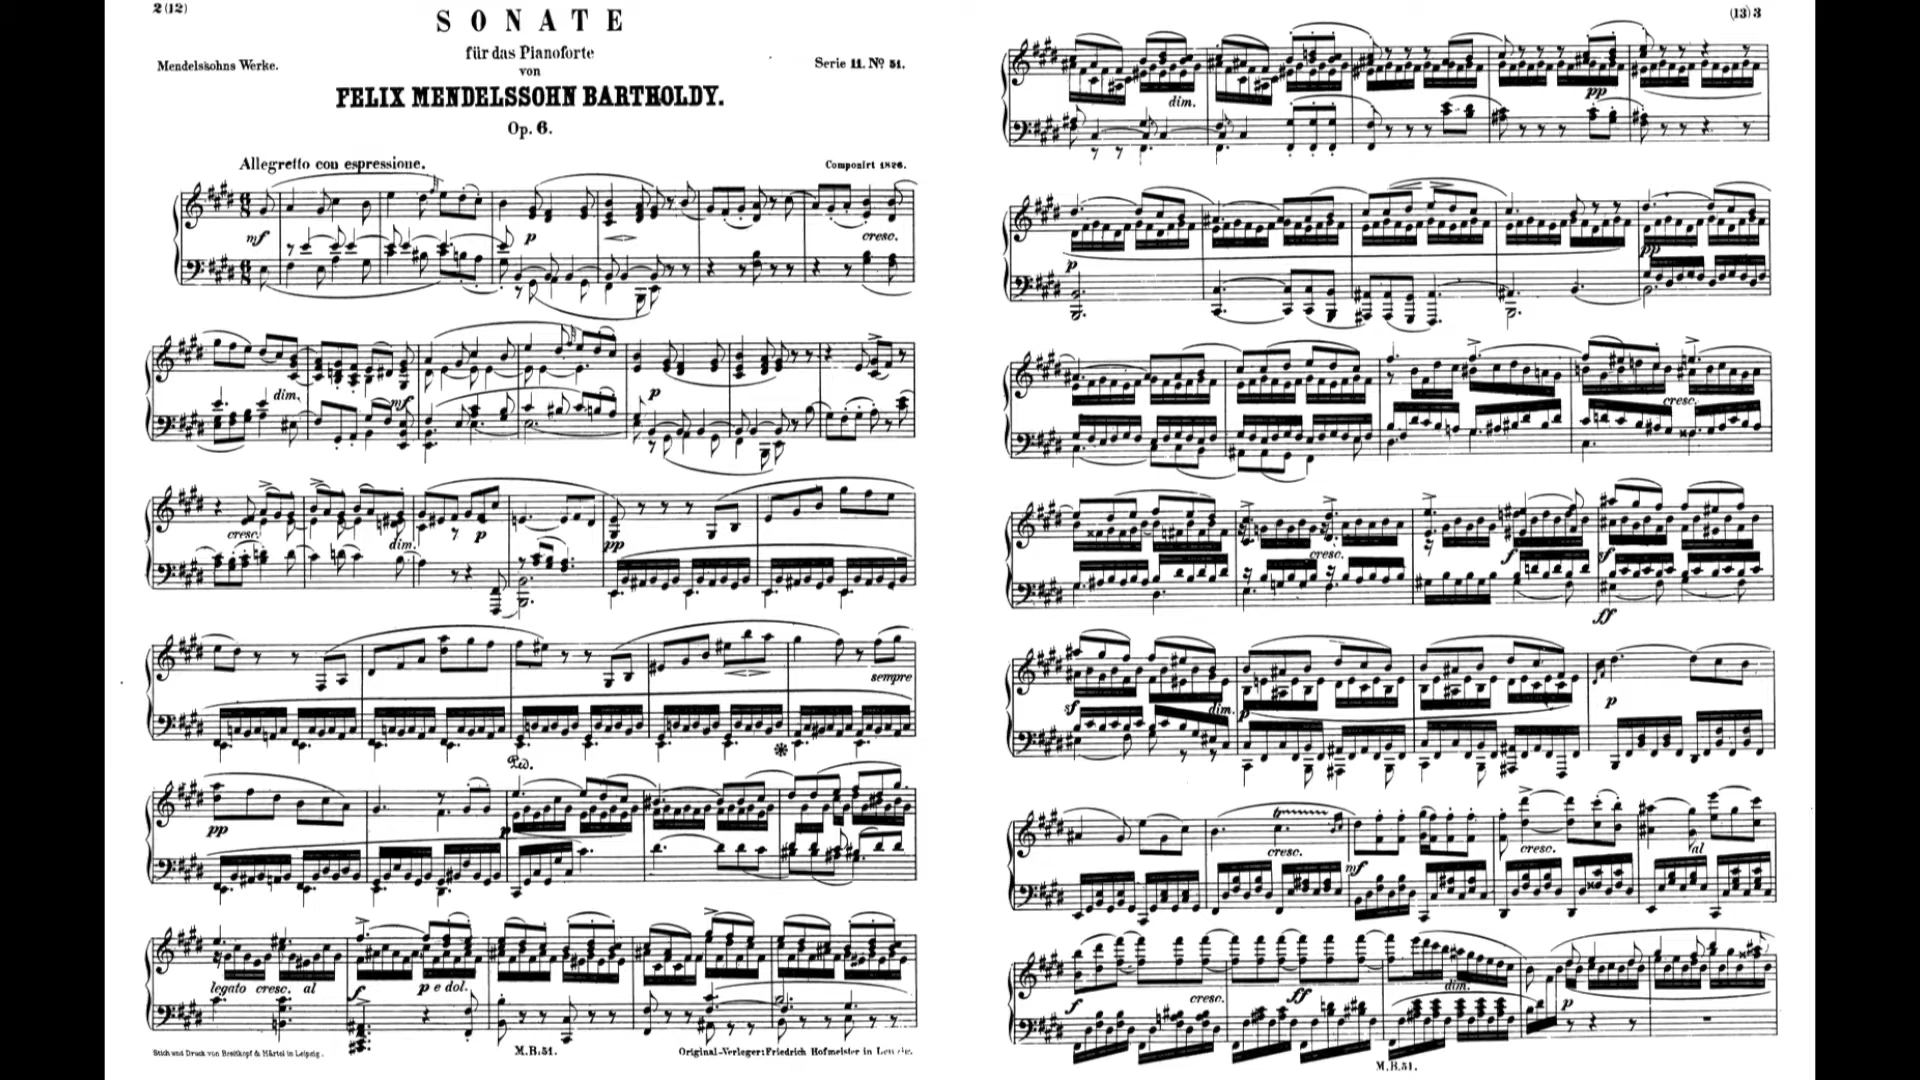 2 (12)
SONATE
für das Pianoforte
von
Mendelssohns Werke.
Serie 11. No 51.
FELIX MENDELSSOHN BARTHOLDY.
Op. 6.
Allegretto con espressione.
Componirt 1826.
mf
p
cresc.
dim.
mf
p
cresc.
dim.
p
pp
sempre
Ped.
pp
p
legato cresc. al
f
p e dol.
Stich und Druck von Breitkopf & Härtel in Leipzig.
M.B.51.
Original-Verleger: Friedrich Hofmeister in Leipzig.
(13) 3
dim.
pp
p
pp
cresc.
cresc.
f
sf
ff
sf
dim.
p
p
cresc.
mf
cresc.
al
f
cresc.
ff
dim.
p
M.B.51.